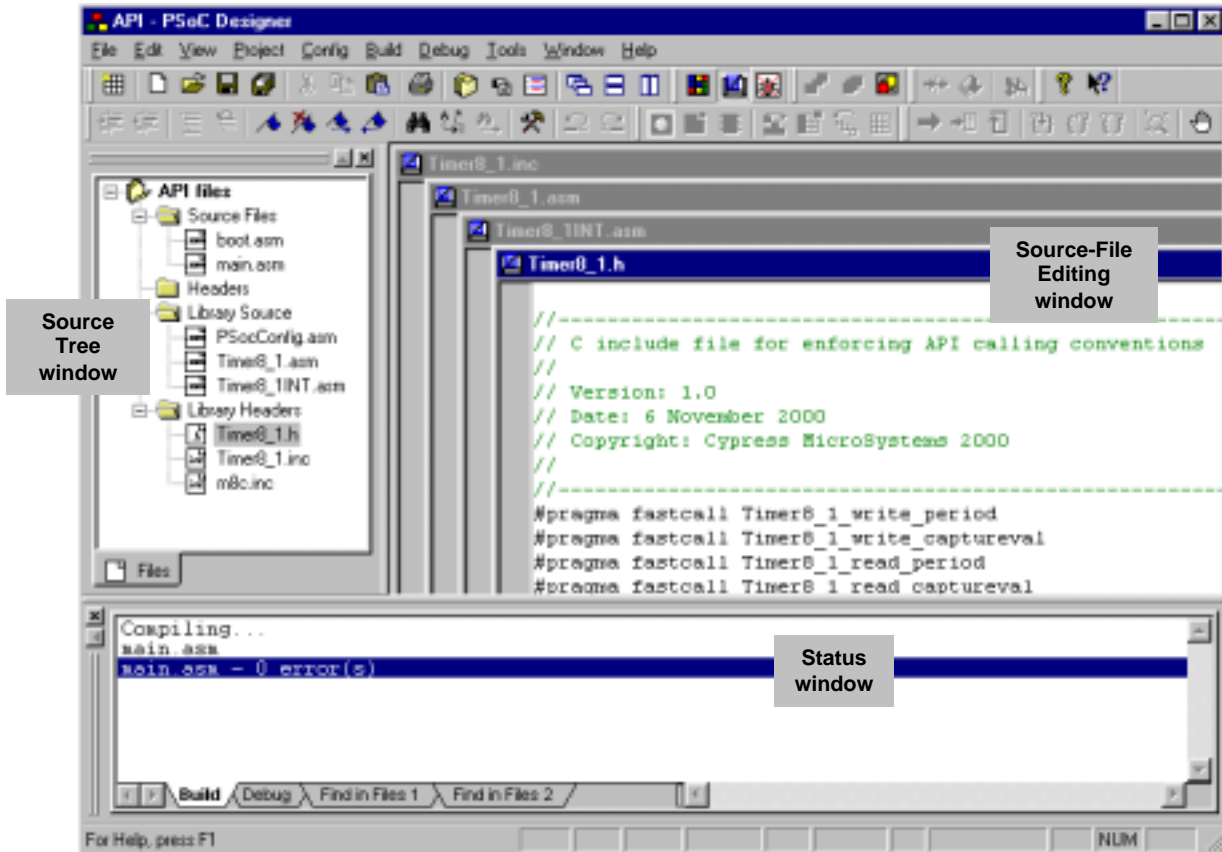 API - PSoC Designer
File Edit View Project Config Build Debug Tools Window Help
API files
Source Files
boot.asm
main.asm
Headers
Library Source
PSocConfig.asm
Timer8_1.asm
Timer8_1INT.asm
Library Headers
Timer8_1.h
Timer8_1.inc
m8c.inc
Files
Source
Tree
window
Timer8_1.inc
Timer8_1.asm
Timer8_1INT.asm
Timer8_1.h
Source-File
Editing
window
//-----------------------------------------------------
// C include file for enforcing API calling conventions
//
// Version: 1.0
// Date: 6 November 2000
// Copyright: Cypress MicroSystems 2000
//
//-----------------------------------------------------
#pragma fastcall Timer8_1_write_period
#pragma fastcall Timer8_1_write_captureval
#pragma fastcall Timer8_1_read_period
#pragma fastcall Timer8_1_read_captureval
Compiling...
main.asm
main.asm - 0 error(s)
Status
window
Build Debug Find in Files 1 Find in Files 2
For Help, press F1
NUM